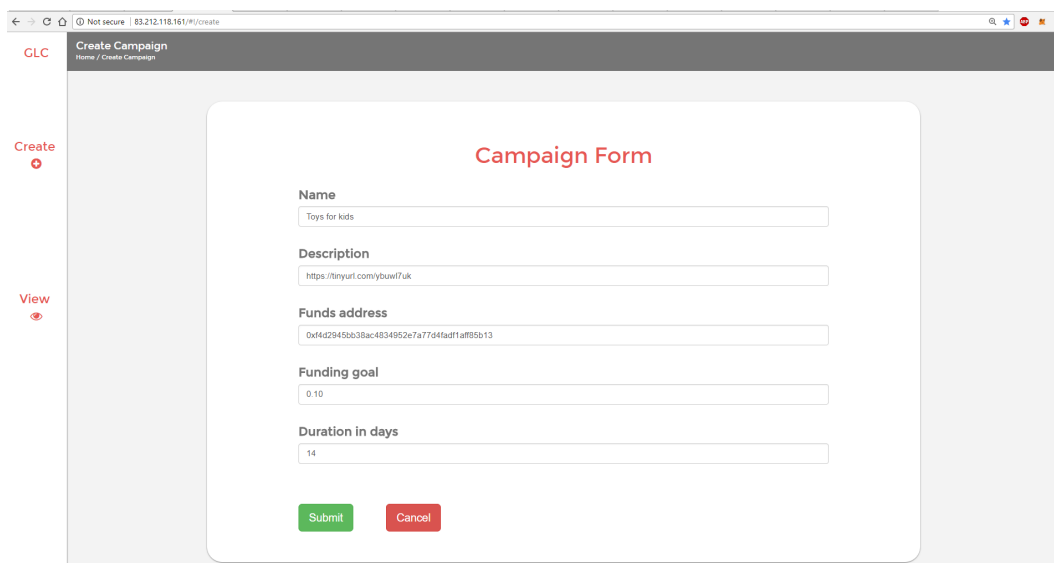 Not secure | 83.212.118.161/#!/create
GLC
Create Campaign
Home / Create Campaign
Create
View
Campaign Form
Name
Toys for kids
Description
https://tinyurl.com/ybuwl7uk
Funds address
0xf4d2945bb38ac4834952e7a77d4fadf1aff85b13
Funding goal
0.10
Duration in days
14
Submit Cancel